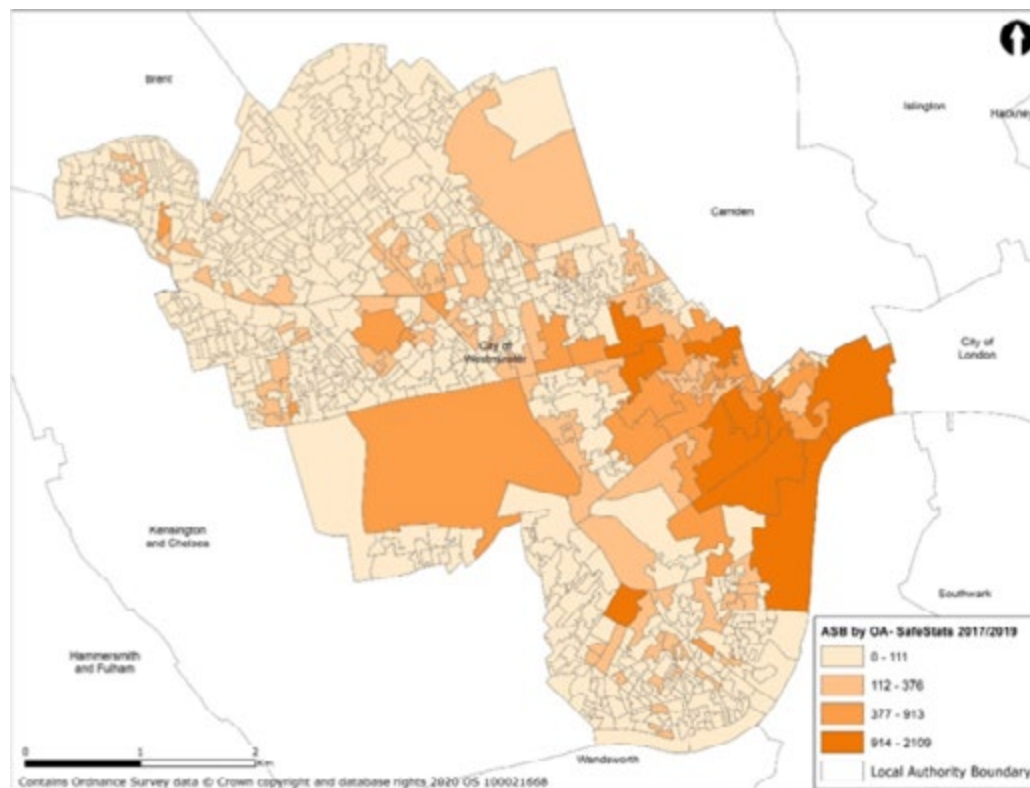 Brent
Islington
Hackney
Camden
City of
London
City of
Westminster
Kensington
and Chelsea
Southwark
Hammersmith
and Fulham
Wandsworth
ASB by OA- SafeStats 2017/2019
0 - 111
112 - 376
377 - 913
914 - 2109
Local Authority Boundary
0 1 2
Km
Contains Ordnance Survey data © Crown copyright and database rights 2020 OS 100021668